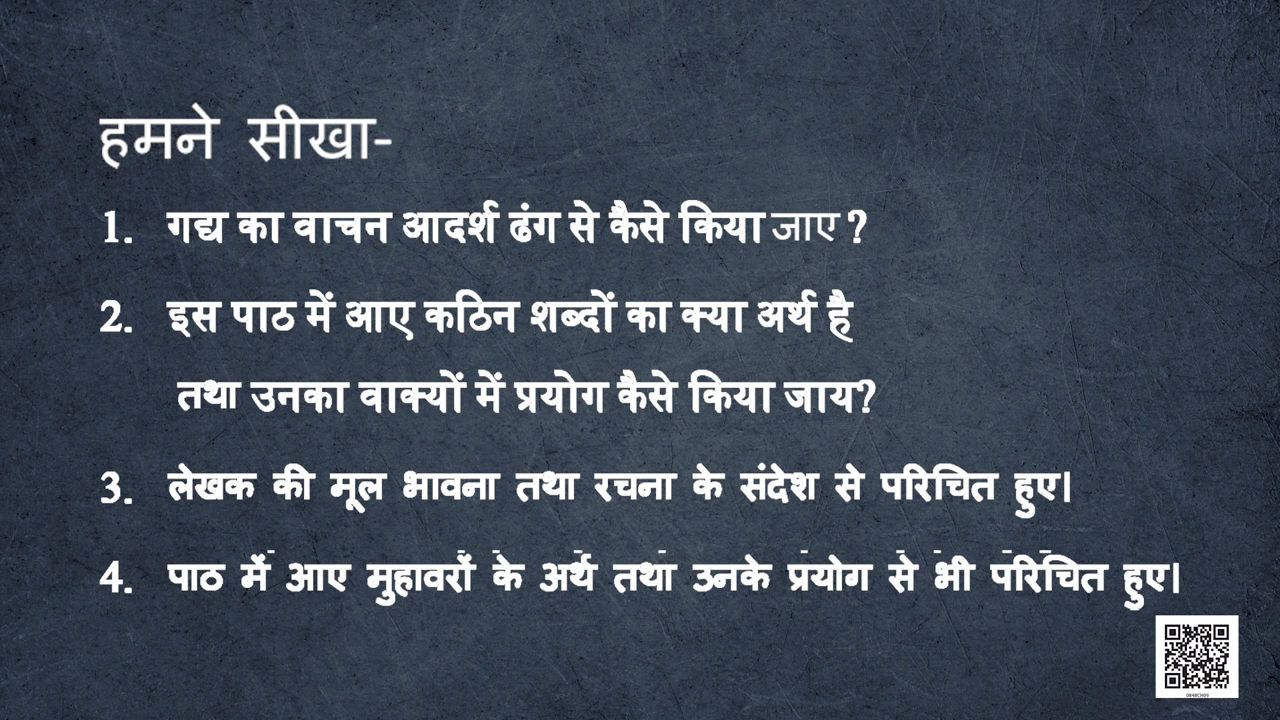 हमने सीखा-
1. गद्य का वाचन आदर्श ढंग से कैसे किया जाए ?
2. इस पाठ में आए कठिन शब्दों का क्या अर्थ है
तथा उनका वाक्यों में प्रयोग कैसे किया जाय?
3. लेखक की मूल भावना तथा रचना के संदेश से परिचित हुए।
4. पाठ में आए मुहावरों के अर्थ तथा उनके प्रयोग से भी परिचित हुए।
0848CH09